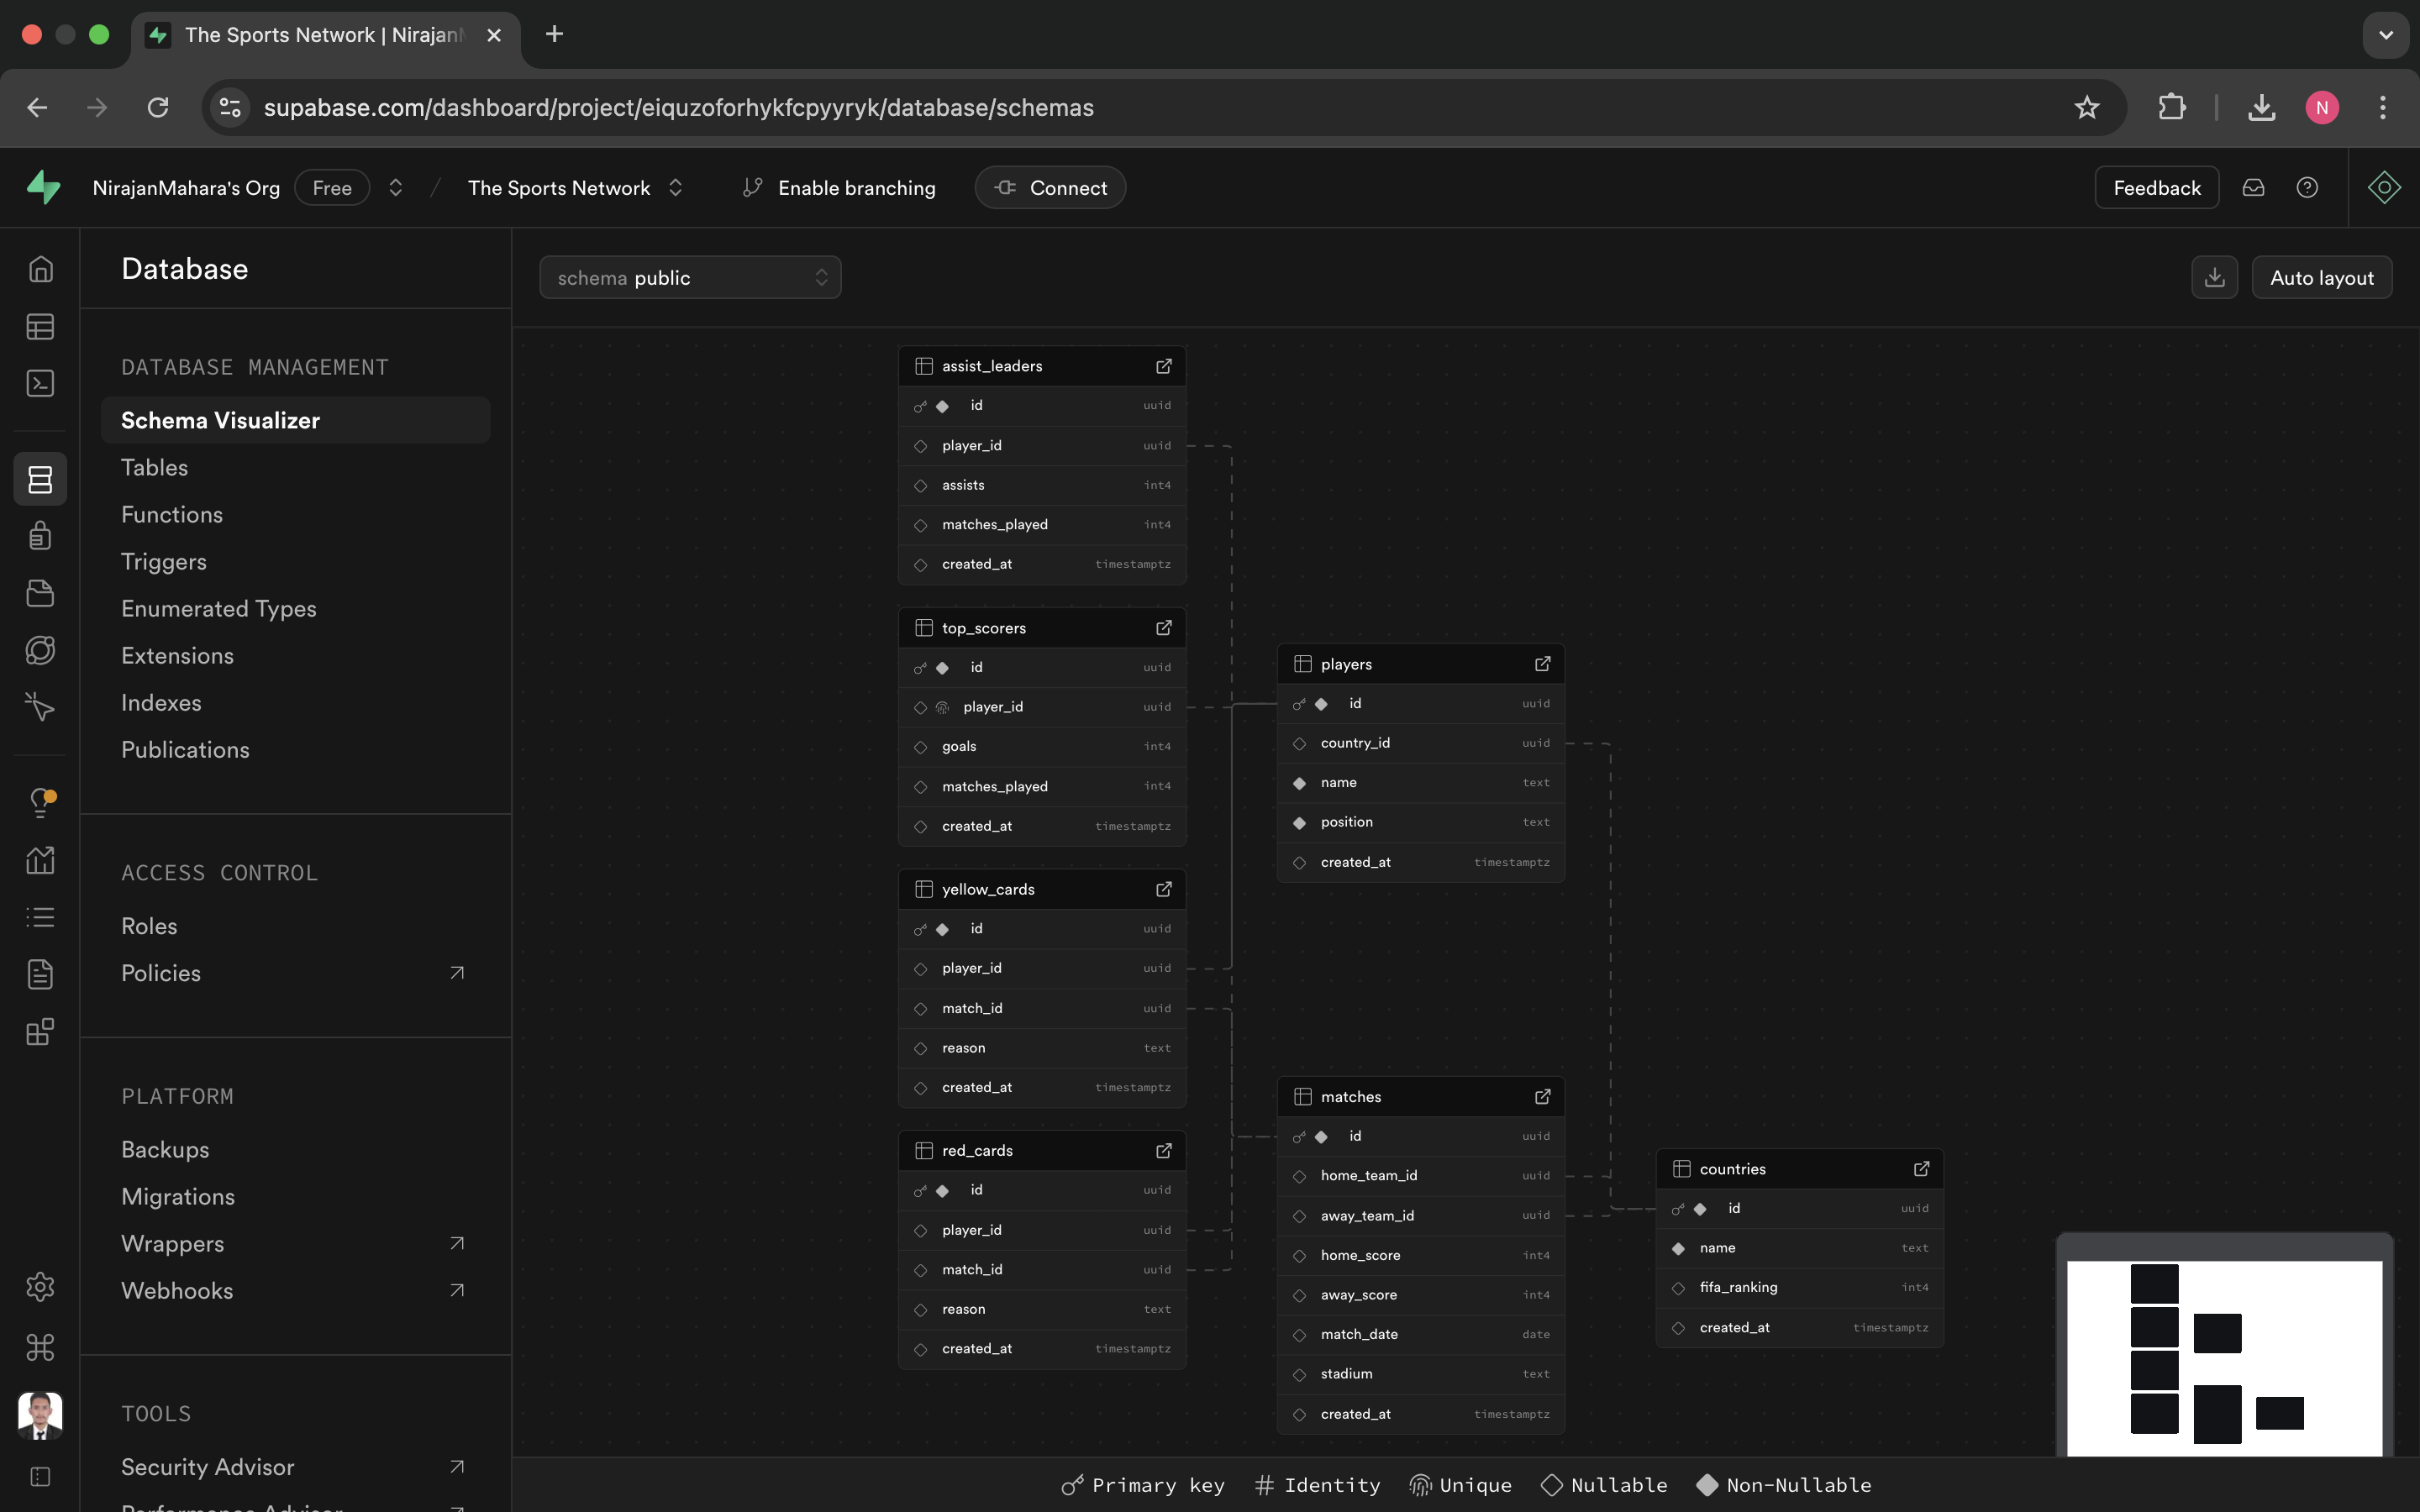 The Sports Network | NirajanM
supabase.com/dashboard/project/eiquzoforhykfcpyyryk/database/schemas
N
NirajanMahara's Org Free / The Sports Network Enable branching Connect Feedback
Database
DATABASE MANAGEMENT
Schema Visualizer
Tables
Functions
Triggers
Enumerated Types
Extensions
Indexes
Publications
ACCESS CONTROL
Roles
Policies
PLATFORM
Backups
Migrations
Wrappers
Webhooks
TOOLS
Security Advisor
Performance Advisor
schema public
Auto layout
assist_leaders
id uuid
player_id uuid
assists int4
matches_played int4
created_at timestamptz
top_scorers
id uuid
player_id uuid
goals int4
matches_played int4
created_at timestamptz
yellow_cards
id uuid
player_id uuid
match_id uuid
reason text
created_at timestamptz
red_cards
id uuid
player_id uuid
match_id uuid
reason text
created_at timestamptz
players
id uuid
country_id uuid
name text
position text
created_at timestamptz
matches
id uuid
home_team_id uuid
away_team_id uuid
home_score int4
away_score int4
match_date date
stadium text
created_at timestamptz
countries
id uuid
name text
fifa_ranking int4
created_at timestamptz
Primary key # Identity Unique Nullable Non-Nullable